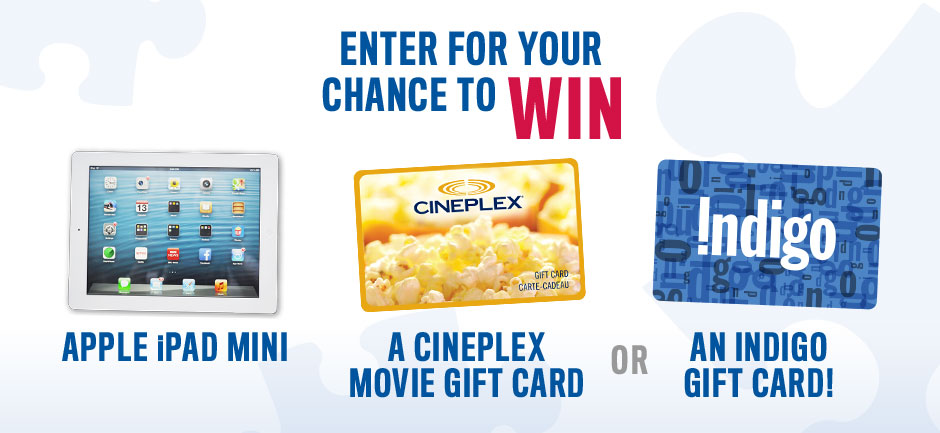 ENTER FOR YOUR
CHANCE TO WIN
CINEPLEX
GIFT CARD
CARTE-CADEAU
!ndigo
APPLE iPAD MINI
A CINEPLEX
MOVIE GIFT CARD
OR
AN INDIGO
GIFT CARD!